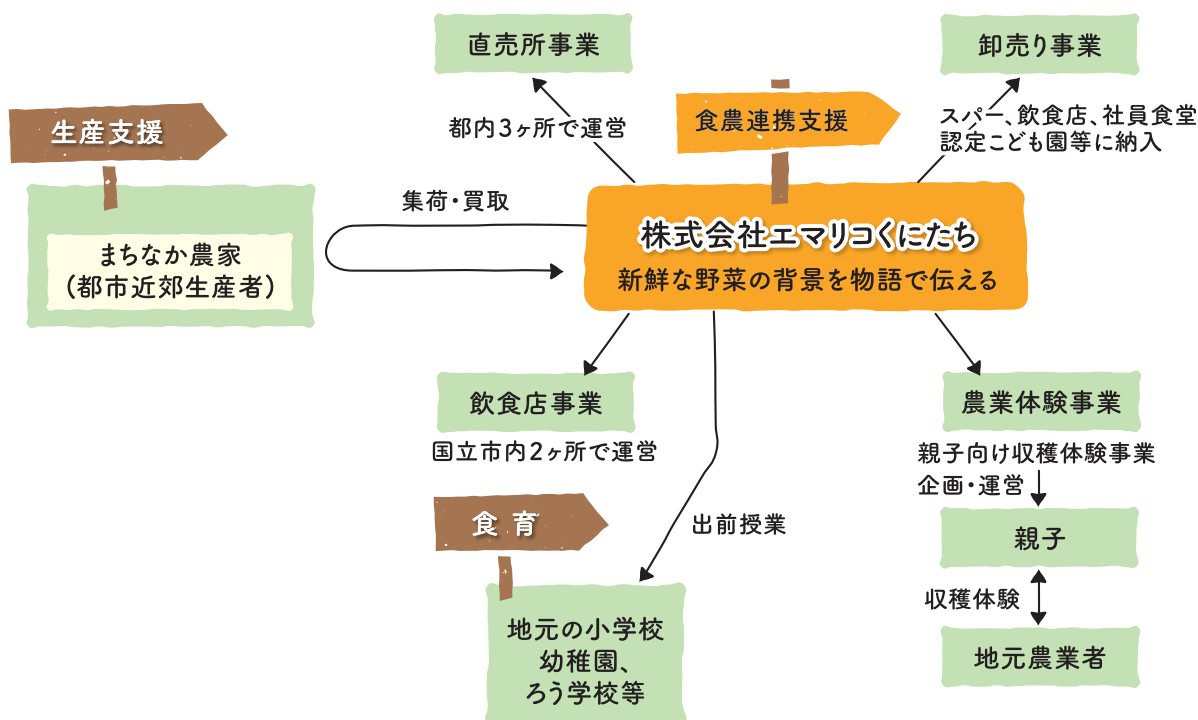 直売所事業
卸売り事業
生産支援
都内3ヶ所で運営
食農連携支援
スパー、飲食店、社員食堂
認定こども園等に納入
集荷・買取
まちなか農家
（都市近郊生産者）
株式会社エマリコくにたち
新鮮な野菜の背景を物語で伝える
飲食店事業
国立市内2ヶ所で運営
農業体験事業
親子向け収穫体験事業
企画・運営
食 育
出前授業
親子
収穫体験
地元の小学校
幼稚園、
ろう学校等
地元農業者